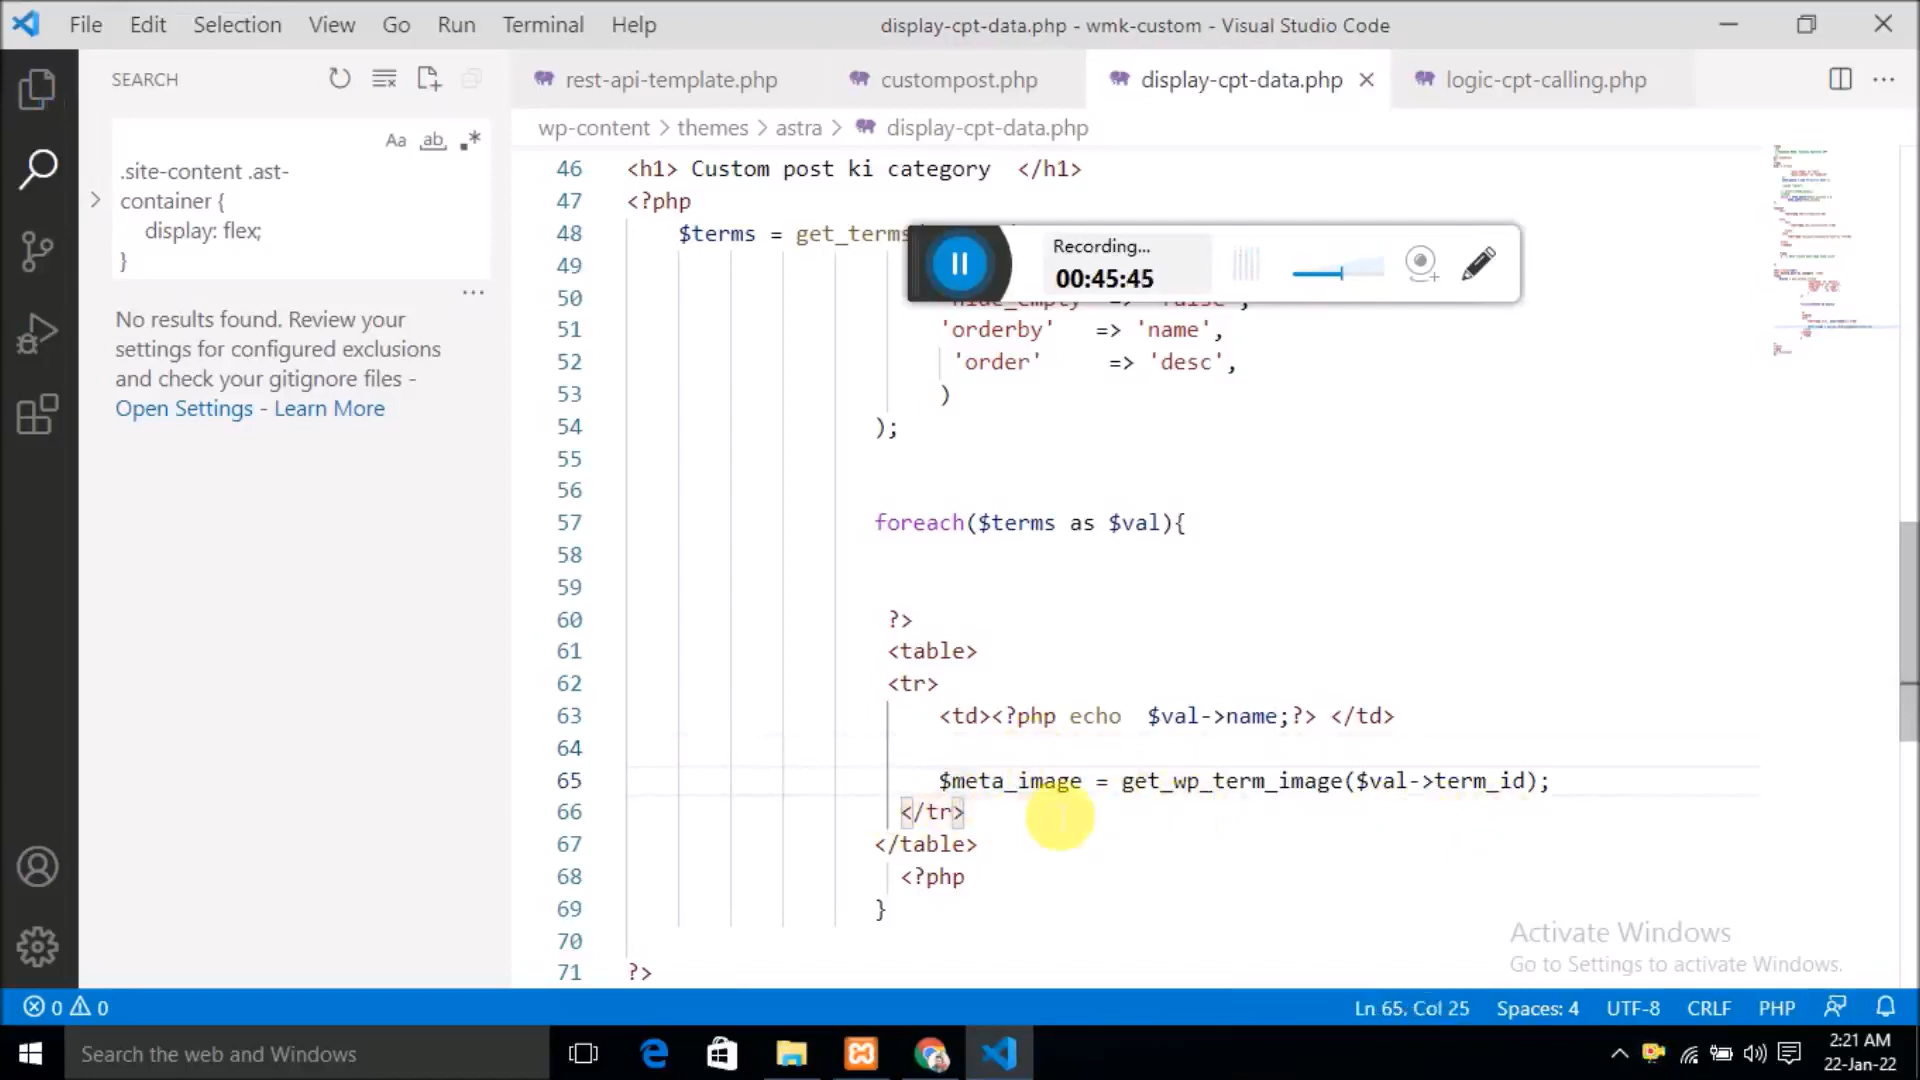 File Edit Selection View Go Run Terminal Help
display-cpt-data.php - wmk-custom - Visual Studio Code
SEARCH
rest-api-template.php
custompost.php
display-cpt-data.php
logic-cpt-calling.php
Aa ab
.site-content .ast-
container {
display: flex;
}
No results found. Review your
settings for configured exclusions
and check your gitignore files -
Open Settings - Learn More
wp-content > themes > astra > display-cpt-data.php
46 <h1> Custom post ki category </h1>
47 <?php
48 $terms = get_terms
49
50
51 'orderby' => 'name',
52 'order' => 'desc',
53 )
54 );
55
56
57 foreach($terms as $val){
58
59
60 ?>
61 <table>
62 <tr>
63 <td><?php echo $val->name;?> </td>
64
65 $meta_image = get_wp_term_image($val->term_id);
66 </tr>
67 </table>
68 <?php
69 }
70
71 ?>
Recording...
00:45:45
Activate Windows
Go to Settings to activate Windows.
0 0
Ln 65, Col 25 Spaces: 4 UTF-8 CRLF PHP
Search the web and Windows
2:21 AM
22-Jan-22